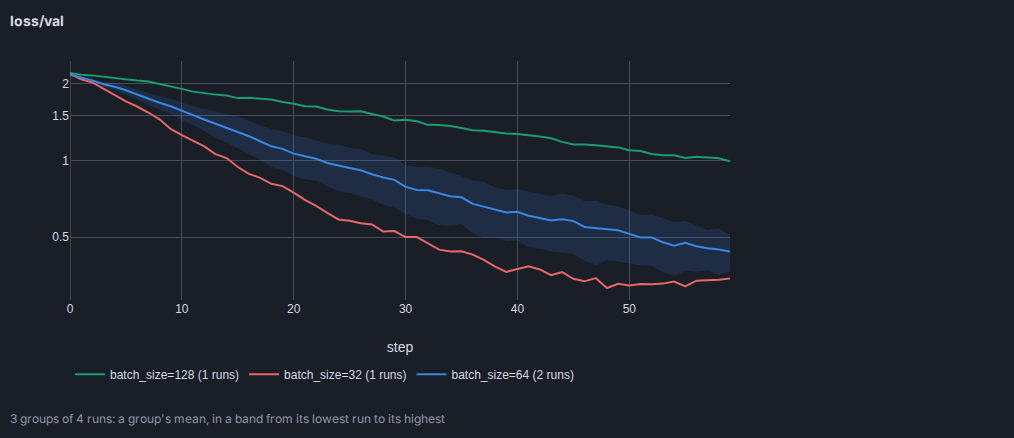 loss/val
2
1.5
1
0.5
0 10 20 30 40 50
step
batch_size=128 (1 runs) batch_size=32 (1 runs) batch_size=64 (2 runs)
3 groups of 4 runs: a group's mean, in a band from its lowest run to its highest